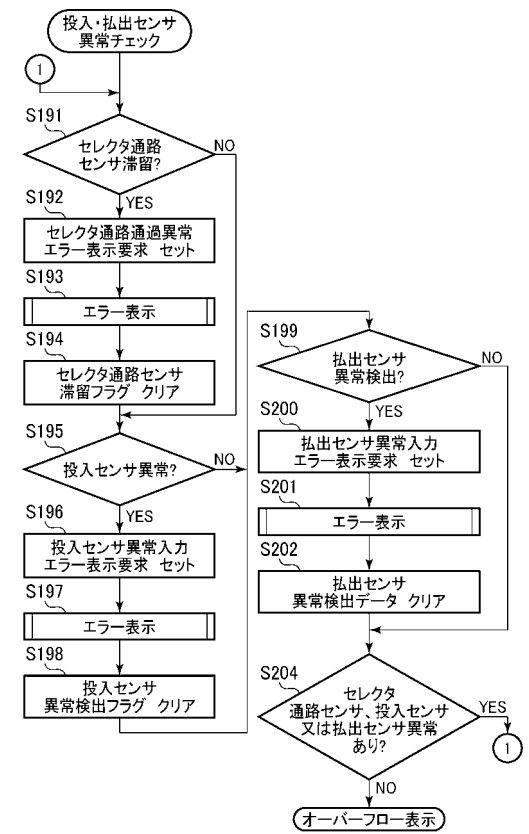 投入・払出センサ
異常チェック
1
S191
セレクタ通路
センサ滞留?
NO
YES
S192
セレクタ通路通過異常
エラー表示要求 セット
S193
エラー表示
S194
セレクタ通路センサ
滞留フラグ クリア
S195
投入センサ異常?
NO
YES
S196
投入センサ異常入力
エラー表示要求 セット
S197
エラー表示
S198
投入センサ
異常検出フラグ クリア
S199
払出センサ
異常検出?
NO
YES
S200
払出センサ異常入力
エラー表示要求 セット
S201
エラー表示
S202
払出センサ
異常検出データ クリア
S204
セレクタ
通路センサ、投入センサ
又は払出センサ異常
あり?
YES
1
NO
オーバーフロー表示